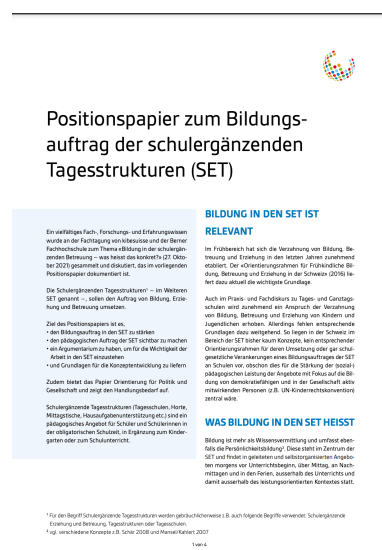 Positionspapier zum Bildungs-
auftrag der schulergänzenden
Tagesstrukturen (SET)
Ein vielfältiges Fach-, Forschungs- und Erfahrungswissen
wurde an der Fachtagung von kibesuisse und der Berner
Fachhochschule zum Thema «Bildung in der schulergän-
zenden Betreuung – was heisst das konkret?» (27. Okto-
ber 2021) gesammelt und diskutiert, das im vorliegenden
Positionspapier dokumentiert ist.
Die Schulergänzenden Tagesstrukturen¹ – im Weiteren
SET genannt –, sollen den Auftrag von Bildung, Erzie-
hung und Betreuung umsetzen.
Ziel des Positionspapiers ist es,
• den Bildungsauftrag in den SET zu stärken
• den pädagogischen Auftrag der SET sichtbar zu machen
• ein Argumentarium zu haben, um für die Wichtigkeit der
Arbeit in den SET einzustehen
• und Grundlagen für die Konzeptentwicklung zu liefern
Zudem bietet das Papier Orientierung für Politik und
Gesellschaft und zeigt den Handlungsbedarf auf.
Schulergänzende Tagesstrukturen (Tagesschulen, Horte,
Mittagstische, Hausaufgabenunterstützung etc.) sind ein
pädagogisches Angebot für Schüler und Schülerinnen in
der obligatorischen Schulzeit, in Ergänzung zum Kinder-
garten oder zum Schulunterricht.
BILDUNG IN DEN SET IST
RELEVANT
Im Frühbereich hat sich die Verzahnung von Bildung, Be-
treuung und Erziehung in den letzten Jahren zunehmend
etabliert. Der «Orientierungsrahmen für Frühkindliche Bil-
dung, Betreuung und Erziehung in der Schweiz» (2016) lie-
fert dazu aktuell die wichtigste Grundlage.
Auch im Praxis- und Fachdiskurs zu Tages- und Ganztags-
schulen wird zunehmend ein Anspruch der Verzahnung
von Bildung, Betreuung und Erziehung von Kindern und
Jugendlichen erhoben. Allerdings fehlen entsprechende
Grundlagen dazu weitgehend. So liegen in der Schweiz im
Bereich der SET bisher kaum Konzepte, kein entsprechender
Orientierungsrahmen für deren Umsetzung oder gar schul-
gesetzliche Verankerungen eines Bildungsauftrages der SET
an Schulen vor, obschon dies für die Stärkung der (sozial-)
pädagogischen Leistung der Angebote mit Fokus auf die Bil-
dung von demokratiefähigen und in der Gesellschaft aktiv
mitwirkenden Personen (z.B. UN-Kinderrechtskonvention)
zentral wäre.
WAS BILDUNG IN DEN SET HEISST
Bildung ist mehr als Wissensvermittlung und umfasst eben-
falls die Persönlichkeitsbildung². Diese steht im Zentrum der
SET und findet in geleiteten und selbstorganisierten Angebo-
ten morgens vor Unterrichtsbeginn, über Mittag, an Nach-
mittagen und in den Ferien, ausserhalb des Unterrichts und
damit ausserhalb des leistungsorientierten Kontextes statt.
¹ Für den Begriff Schulergänzende Tagesstrukturen werden gebräuchlicherweise z.B. auch folgende Begriffe verwendet: Schulergänzende
Erziehung und Betreuung, Tagesstrukturen oder Tagesschulen.
² vgl. verschiedene Konzepte z.B. Schär 2008 und Mansel/Kahlert 2007
1 von 4